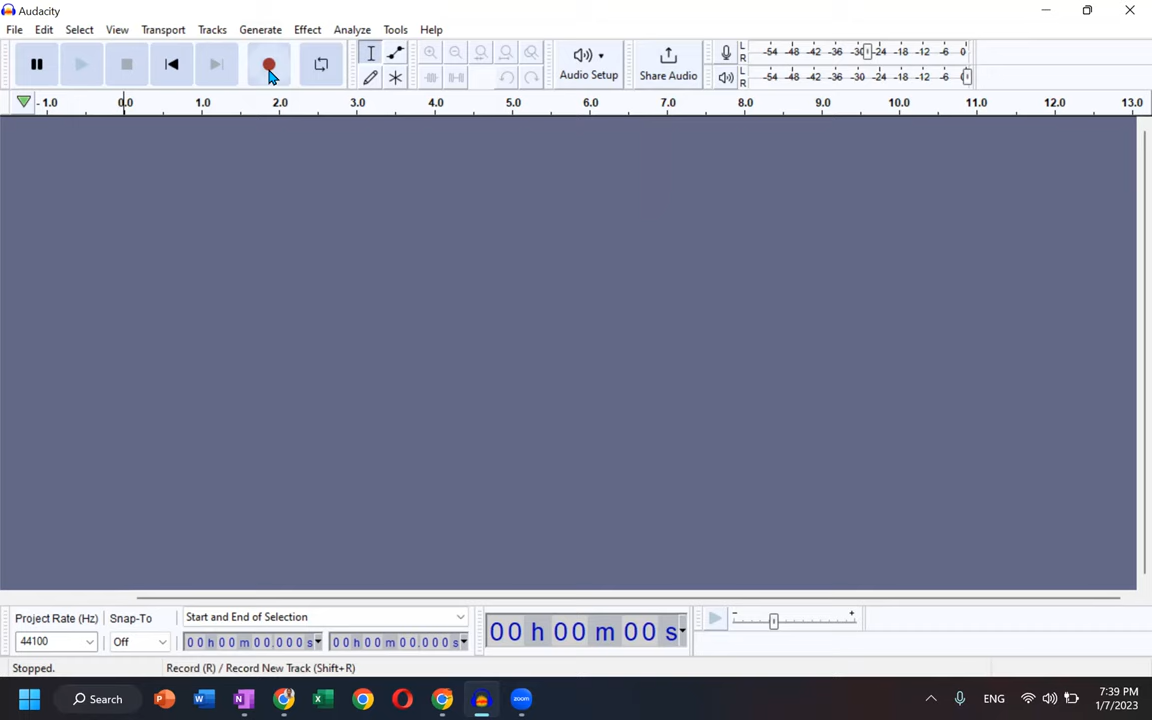 Audacity
File Edit Select View Transport Tracks Generate Effect Analyze Tools Help
L -54 -48 -42 -36 -30 -24 -18 -12 -6 0
R
Audio Setup Share Audio
L -54 -48 -42 -36 -30 -24 -18 -12 -6 0
R
-1.0 0.0 1.0 2.0 3.0 4.0 5.0 6.0 7.0 8.0 9.0 10.0 11.0 12.0 13.0
Project Rate (Hz) Snap-To Start and End of Selection
44100 Off 00 h 00 m 00.000 s 00 h 00 m 00.000 s
00 h 00 m 00 s
- +
Stopped. Record (R) / Record New Track (Shift+R)
Search ENG 7:39 PM
1/7/2023
zoom